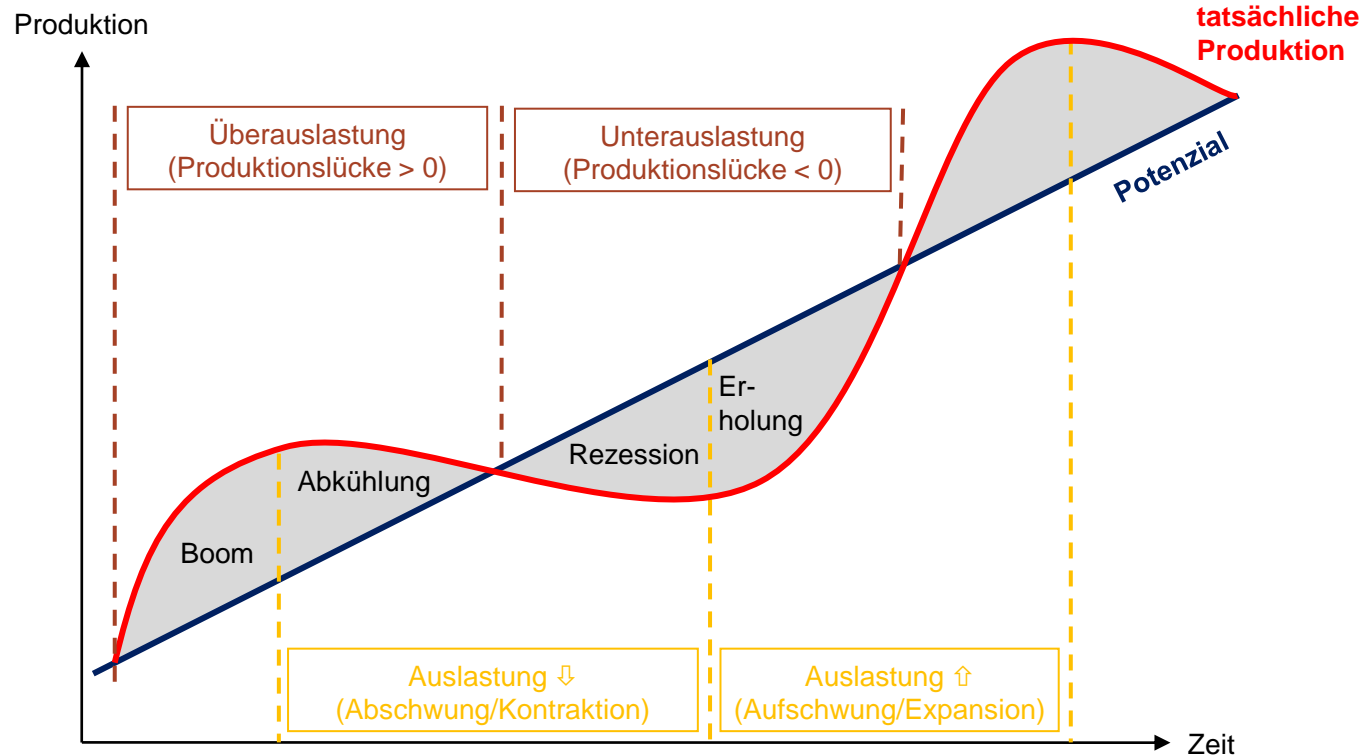 tatsächliche
Produktion
Produktion
Überauslastung
(Produktionslücke > 0)
Unterauslastung
(Produktionslücke < 0)
Potenzial
Er-
holung
Rezession
Abkühlung
Boom
Auslastung ⇩
(Abschwung/Kontraktion)
Auslastung ⇧
(Aufschwung/Expansion)
Zeit